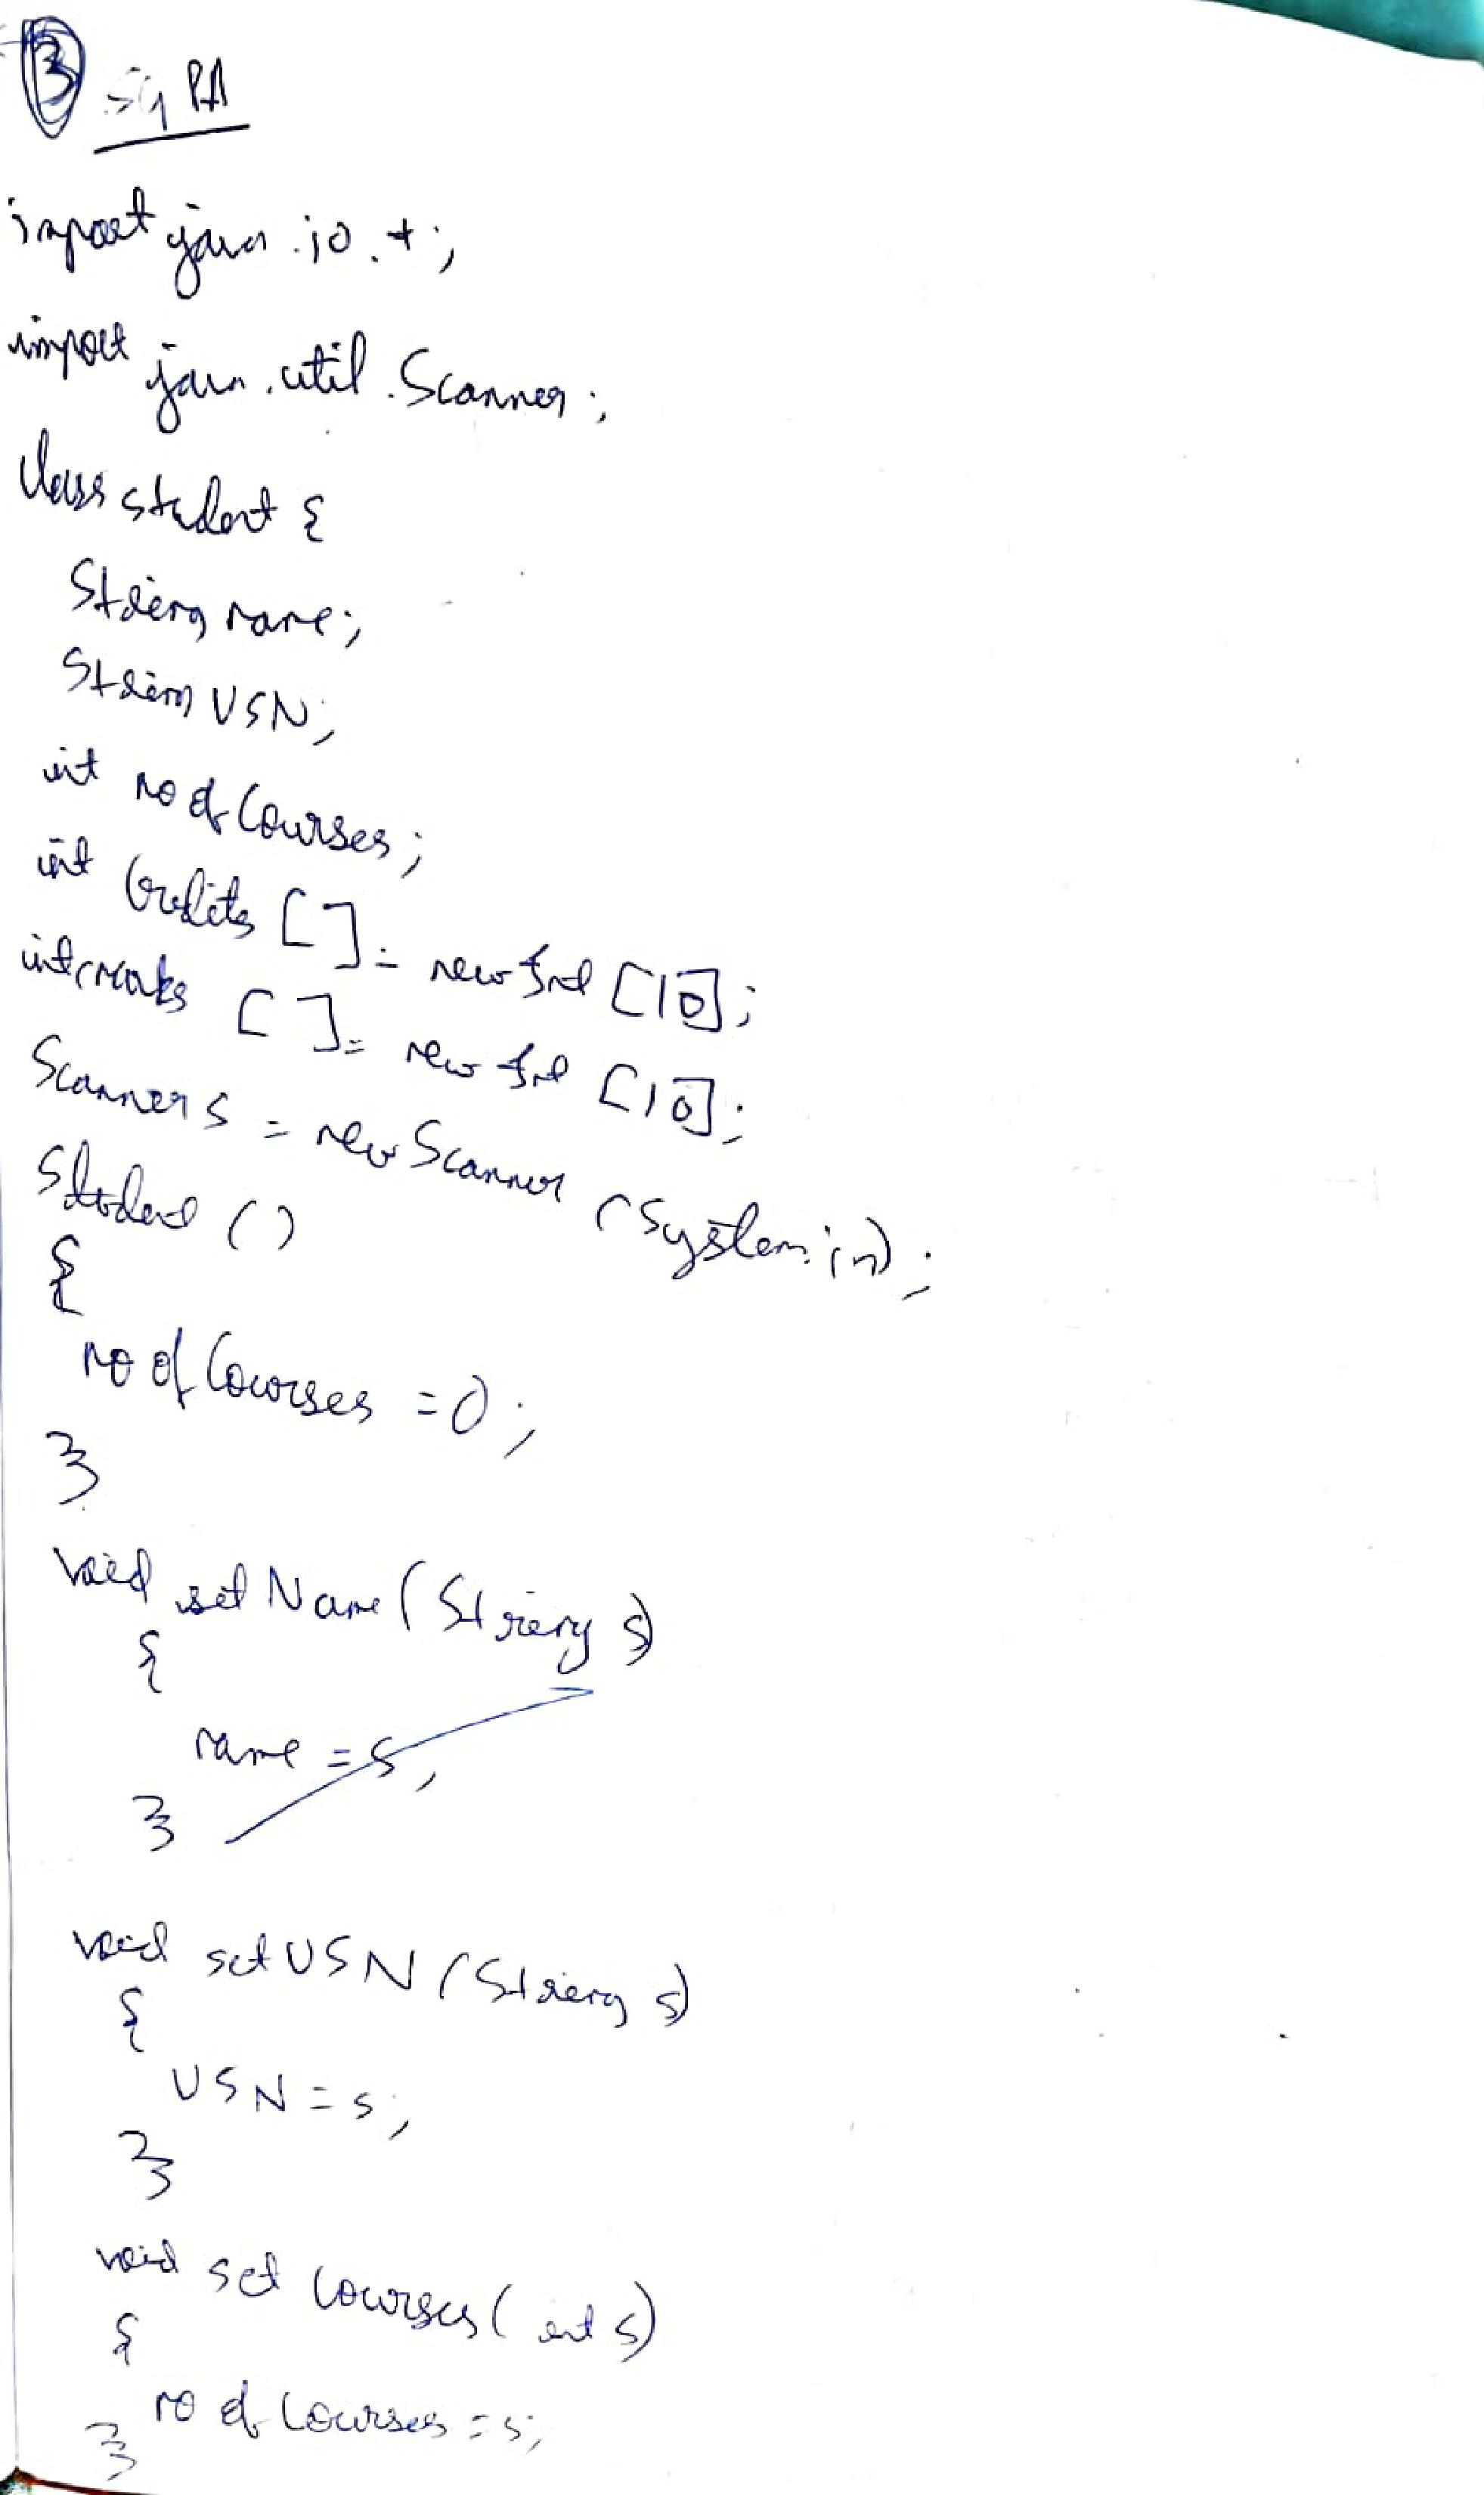 3 SGPA
import java.io.*;
import java.util.Scanner;
class student {
String name;
String USN;
int no of Courses;
int Credits [] = new Int [10];
int marks [] = new Int [10];
Scanner s = new Scanner (System.in);
Student ()
{
no of Courses = 0;
}
void set Name (String s)
{
name = s;
}
void set USN (String s)
{
USN = s;
}
void set Courses (int s)
{
no of Courses = s;
}